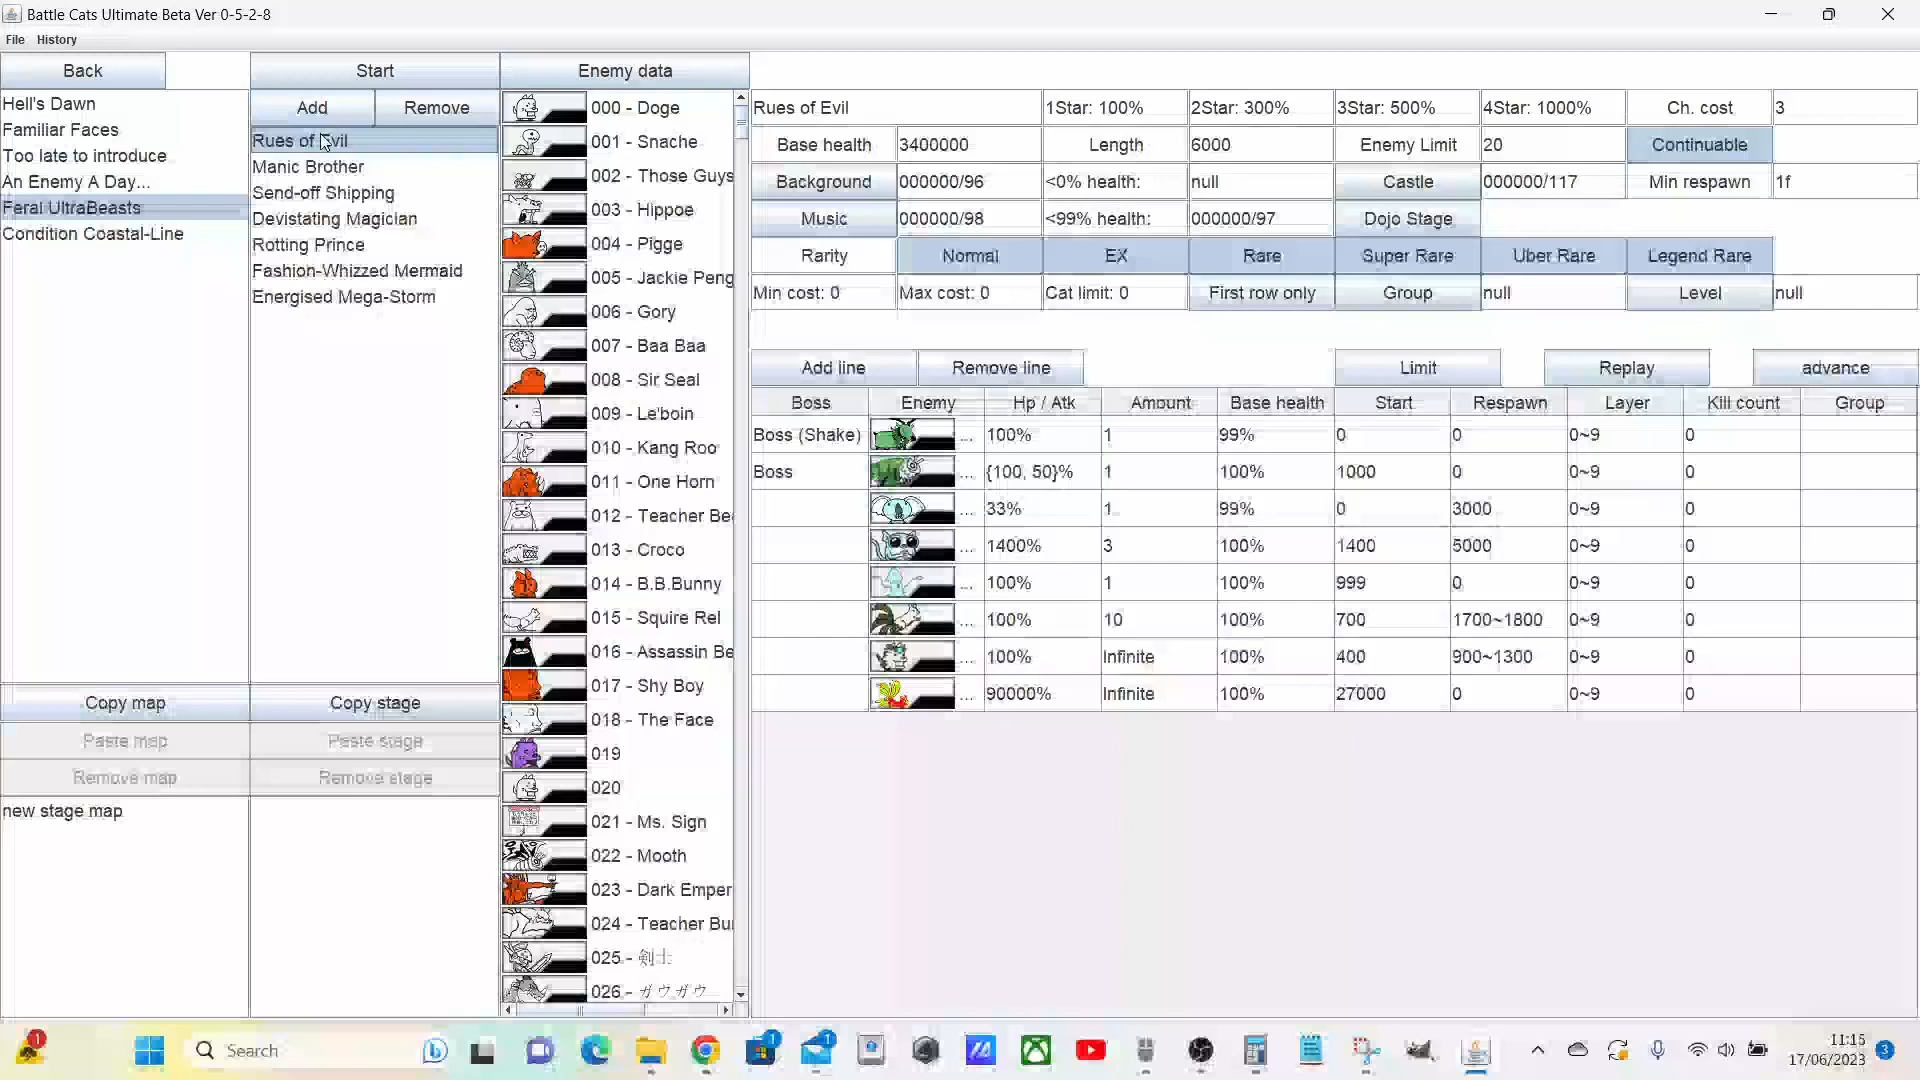 Battle Cats Ultimate Beta Ver 0-5-2-8
File History
Back
Hell's Dawn
Familiar Faces
Too late to introduce
An Enemy A Day...
Feral UltraBeasts
Condition Coastal-Line
Copy map
Paste map
Remove map
new stage map
Start
Add Remove
Rues of Evil
Manic Brother
Send-off Shipping
Devistating Magician
Rotting Prince
Fashion-Whizzed Mermaid
Energised Mega-Storm
Copy stage
Paste stage
Remove stage
Enemy data
000 - Doge
001 - Snache
002 - Those Guys
003 - Hippoe
004 - Pigge
005 - Jackie Peng
006 - Gory
007 - Baa Baa
008 - Sir Seal
009 - Le'boin
010 - Kang Roo
011 - One Horn
012 - Teacher Be
013 - Croco
014 - B.B.Bunny
015 - Squire Rel
016 - Assassin Be
017 - Shy Boy
018 - The Face
019
020
021 - Ms. Sign
022 - Mooth
023 - Dark Emper
024 - Teacher Bu
025 - 剣士
026 - ガウガウ
Rues of Evil 1Star: 100% 2Star: 300% 3Star: 500% 4Star: 1000% Ch. cost 3
Base health 3400000 Length 6000 Enemy Limit 20 Continuable
Background 000000/96 <0% health: null Castle 000000/117 Min respawn 1f
Music 000000/98 <99% health: 000000/97 Dojo Stage
Rarity Normal EX Rare Super Rare Uber Rare Legend Rare
Min cost: 0 Max cost: 0 Cat limit: 0 First row only Group null Level null
Add line Remove line Limit Replay advance
Boss Enemy Hp / Atk Amount Base health Start Respawn Layer Kill count Group
Boss (Shake) ... 100% 1 99% 0 0 0~9 0
Boss ... {100, 50}% 1 100% 1000 0 0~9 0
... 33% 1 99% 0 3000 0~9 0
... 1400% 3 100% 1400 5000 0~9 0
... 100% 1 100% 999 0 0~9 0
... 100% 10 100% 700 1700~1800 0~9 0
... 100% Infinite 100% 400 900~1300 0~9 0
... 90000% Infinite 100% 27000 0 0~9 0
1 Search 1 1 11:15 3
17/06/2023